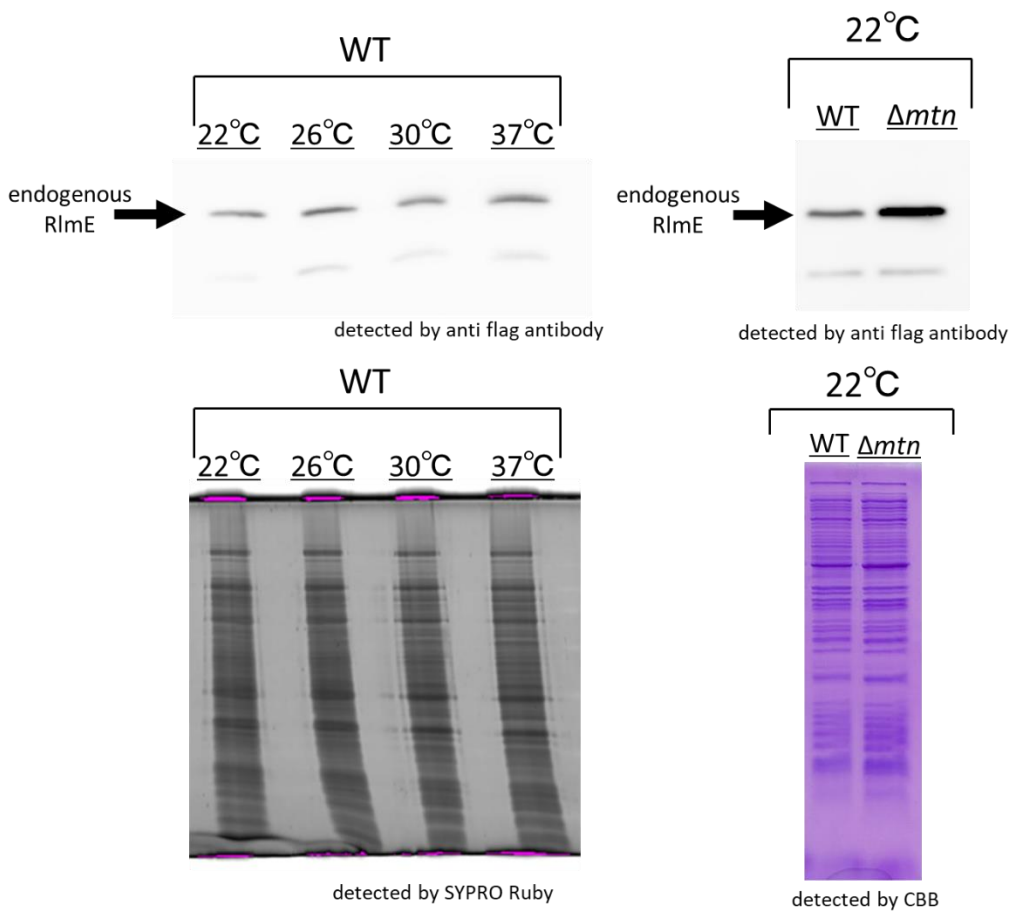 WT
22℃ 26℃ 30℃ 37℃
endogenous
RlmE
detected by anti flag antibody
22℃
WT Δmtn
endogenous
RlmE
detected by anti flag antibody
WT
22℃ 26℃ 30℃ 37℃
detected by SYPRO Ruby
22℃
WT Δmtn
detected by CBB